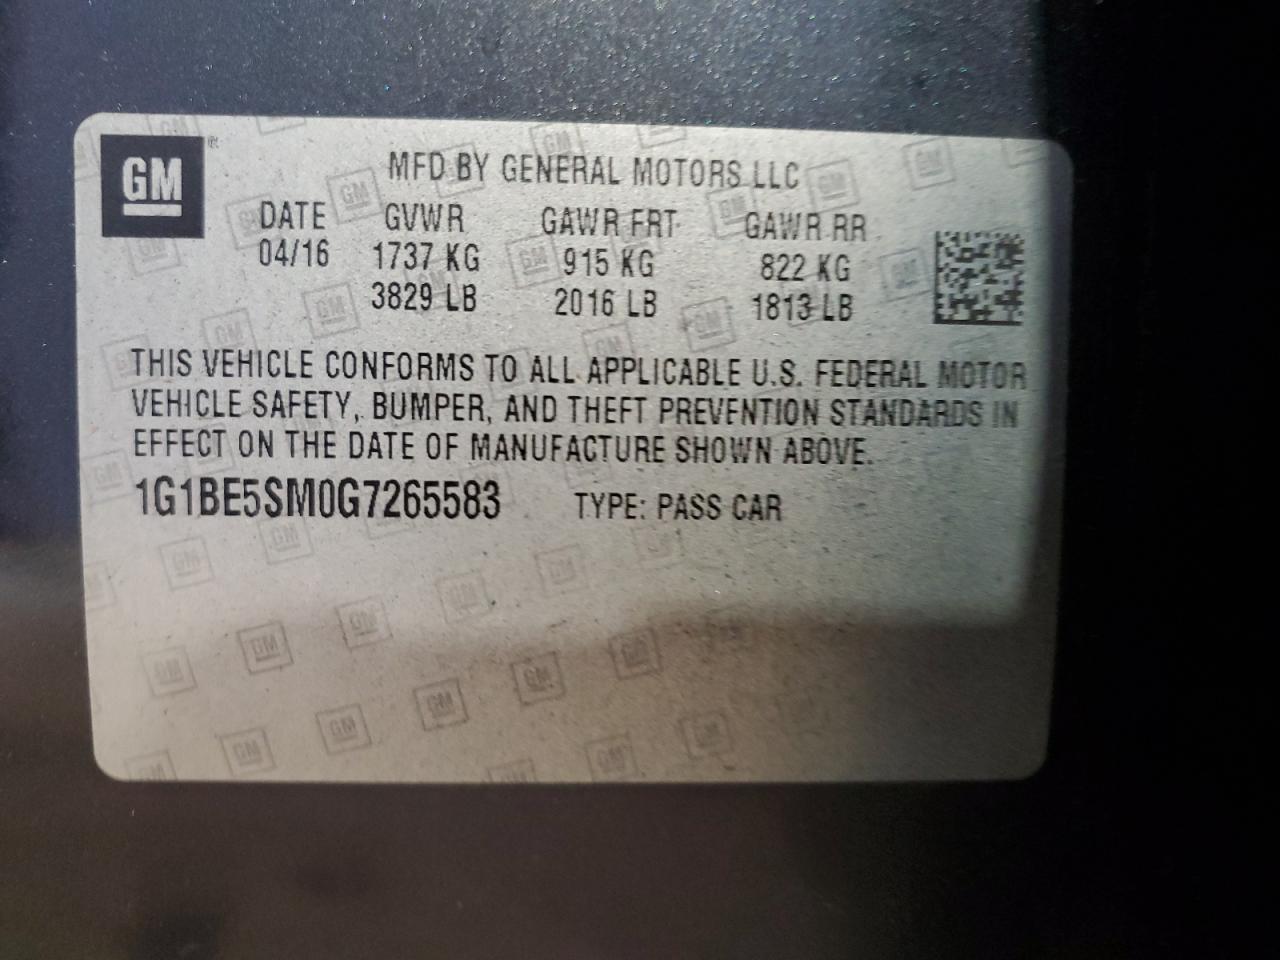 GM ®
MFD BY GENERAL MOTORS LLC
DATE GVWR GAWR FRT GAWR RR
04/16 1737 KG 915 KG 822 KG
3829 LB 2016 LB 1813 LB
THIS VEHICLE CONFORMS TO ALL APPLICABLE U.S. FEDERAL MOTOR
VEHICLE SAFETY, BUMPER, AND THEFT PREVENTION STANDARDS IN
EFFECT ON THE DATE OF MANUFACTURE SHOWN ABOVE.
1G1BE5SM0G7265583 TYPE: PASS CAR